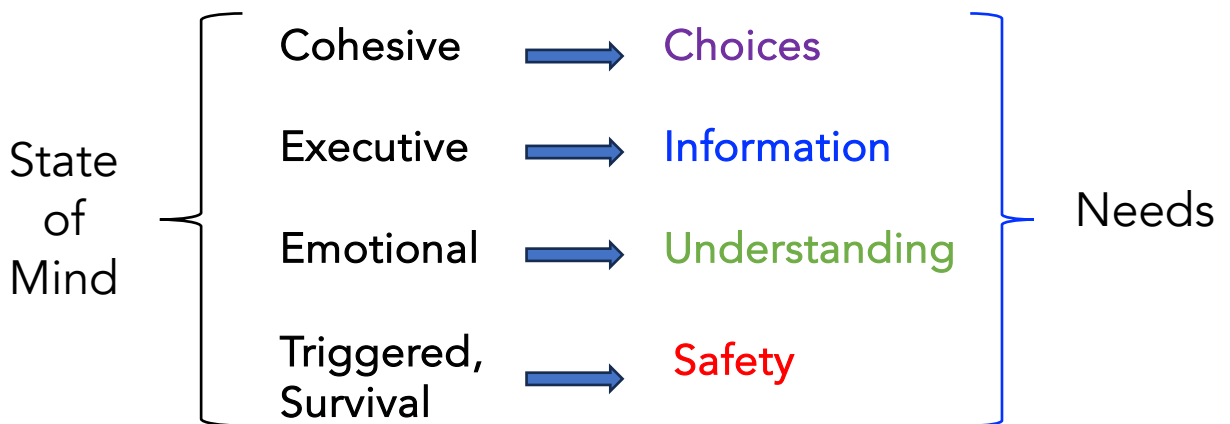 State
of
Mind
Cohesive
Choices
Executive
Information
Emotional
Understanding
Triggered,
Survival
Safety
Needs